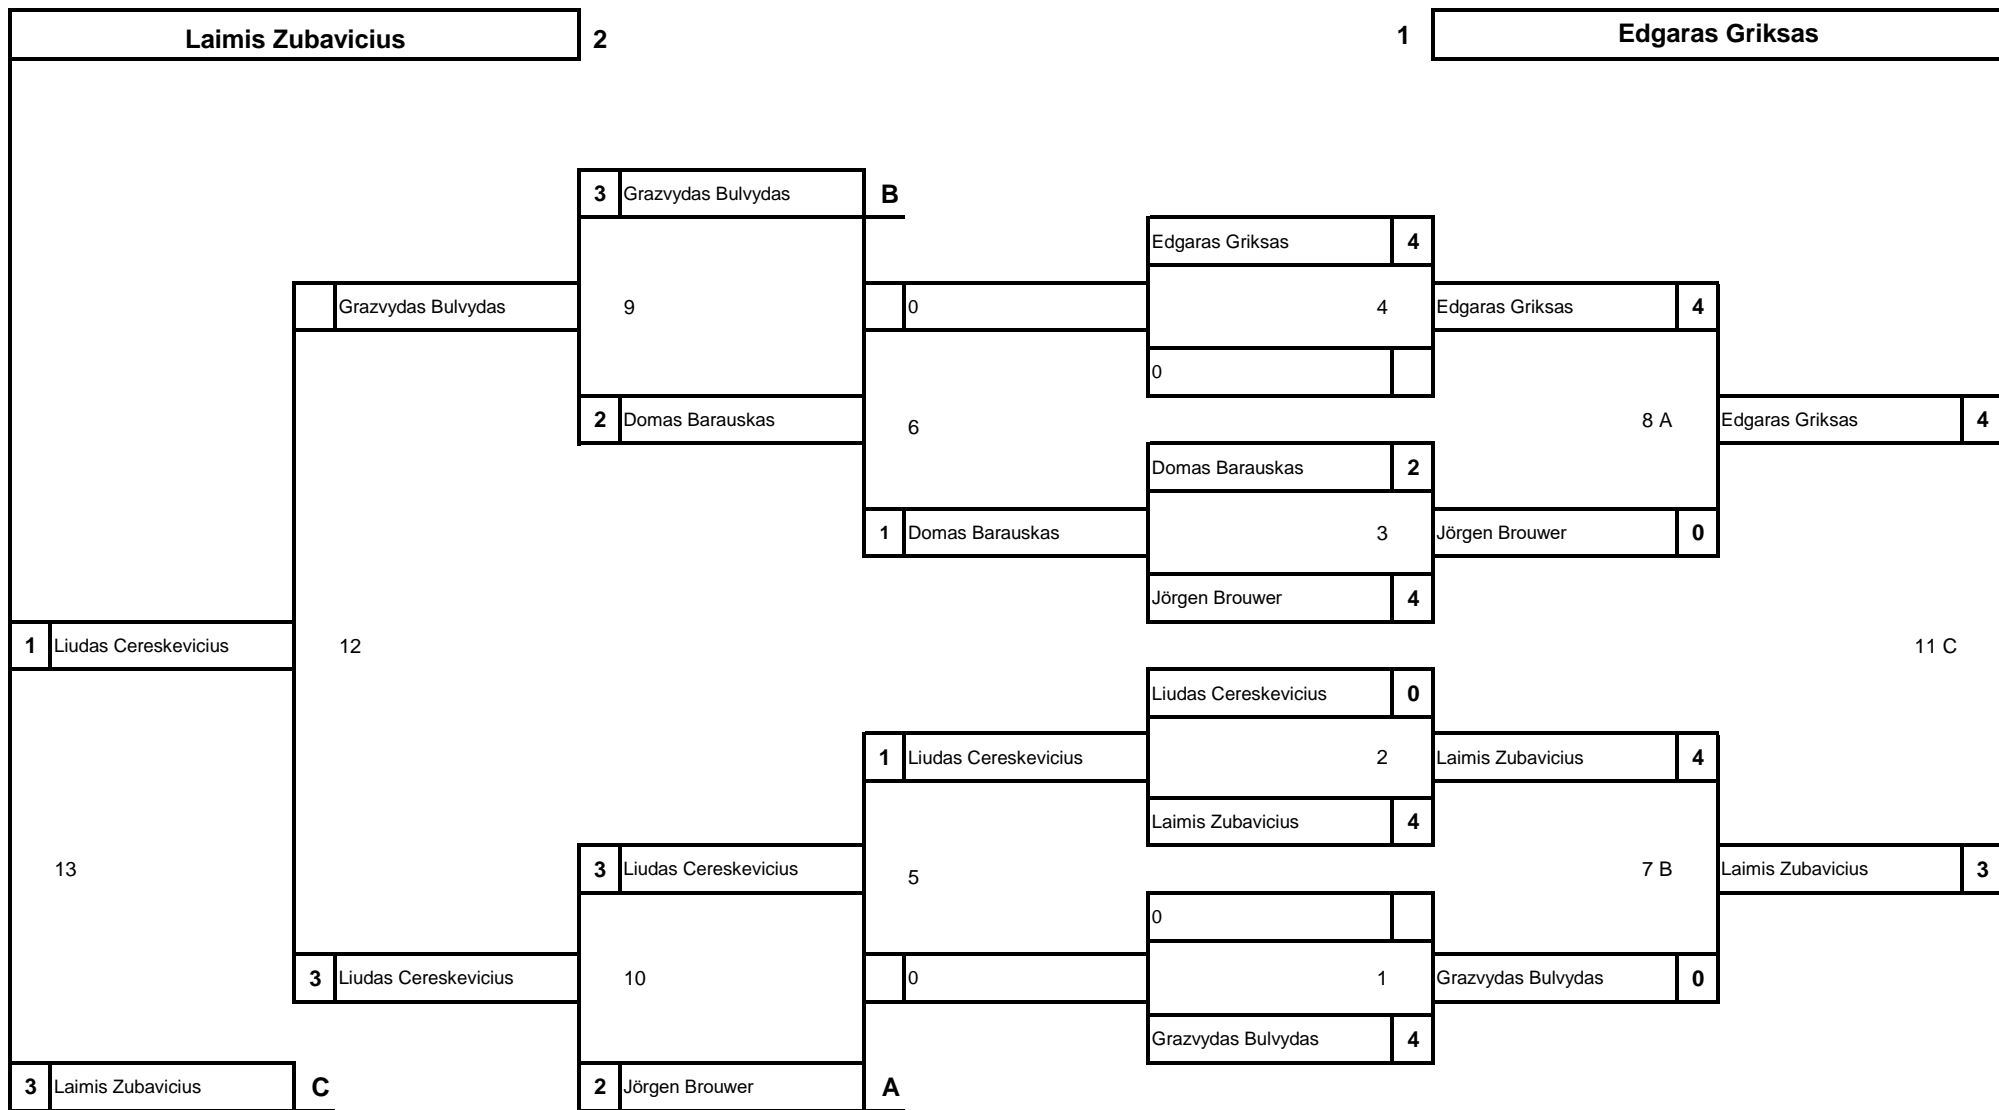 Laimis Zubavicius 2 1 Edgaras Griksas
3 Grazvydas Bulvydas B
Edgaras Griksas 4
Grazvydas Bulvydas 9 0 4 Edgaras Griksas 4
0
2 Domas Barauskas 6 8 A Edgaras Griksas 4
Domas Barauskas 2
1 Domas Barauskas 3 Jörgen Brouwer 0
Jörgen Brouwer 4
1 Liudas Cereskevicius 12 11 C
Liudas Cereskevicius 0
1 Liudas Cereskevicius 2 Laimis Zubavicius 4
Laimis Zubavicius 4
13 3 Liudas Cereskevicius 5 7 B Laimis Zubavicius 3
0
3 Liudas Cereskevicius 10 0 1 Grazvydas Bulvydas 0
Grazvydas Bulvydas 4
3 Laimis Zubavicius C 2 Jörgen Brouwer A